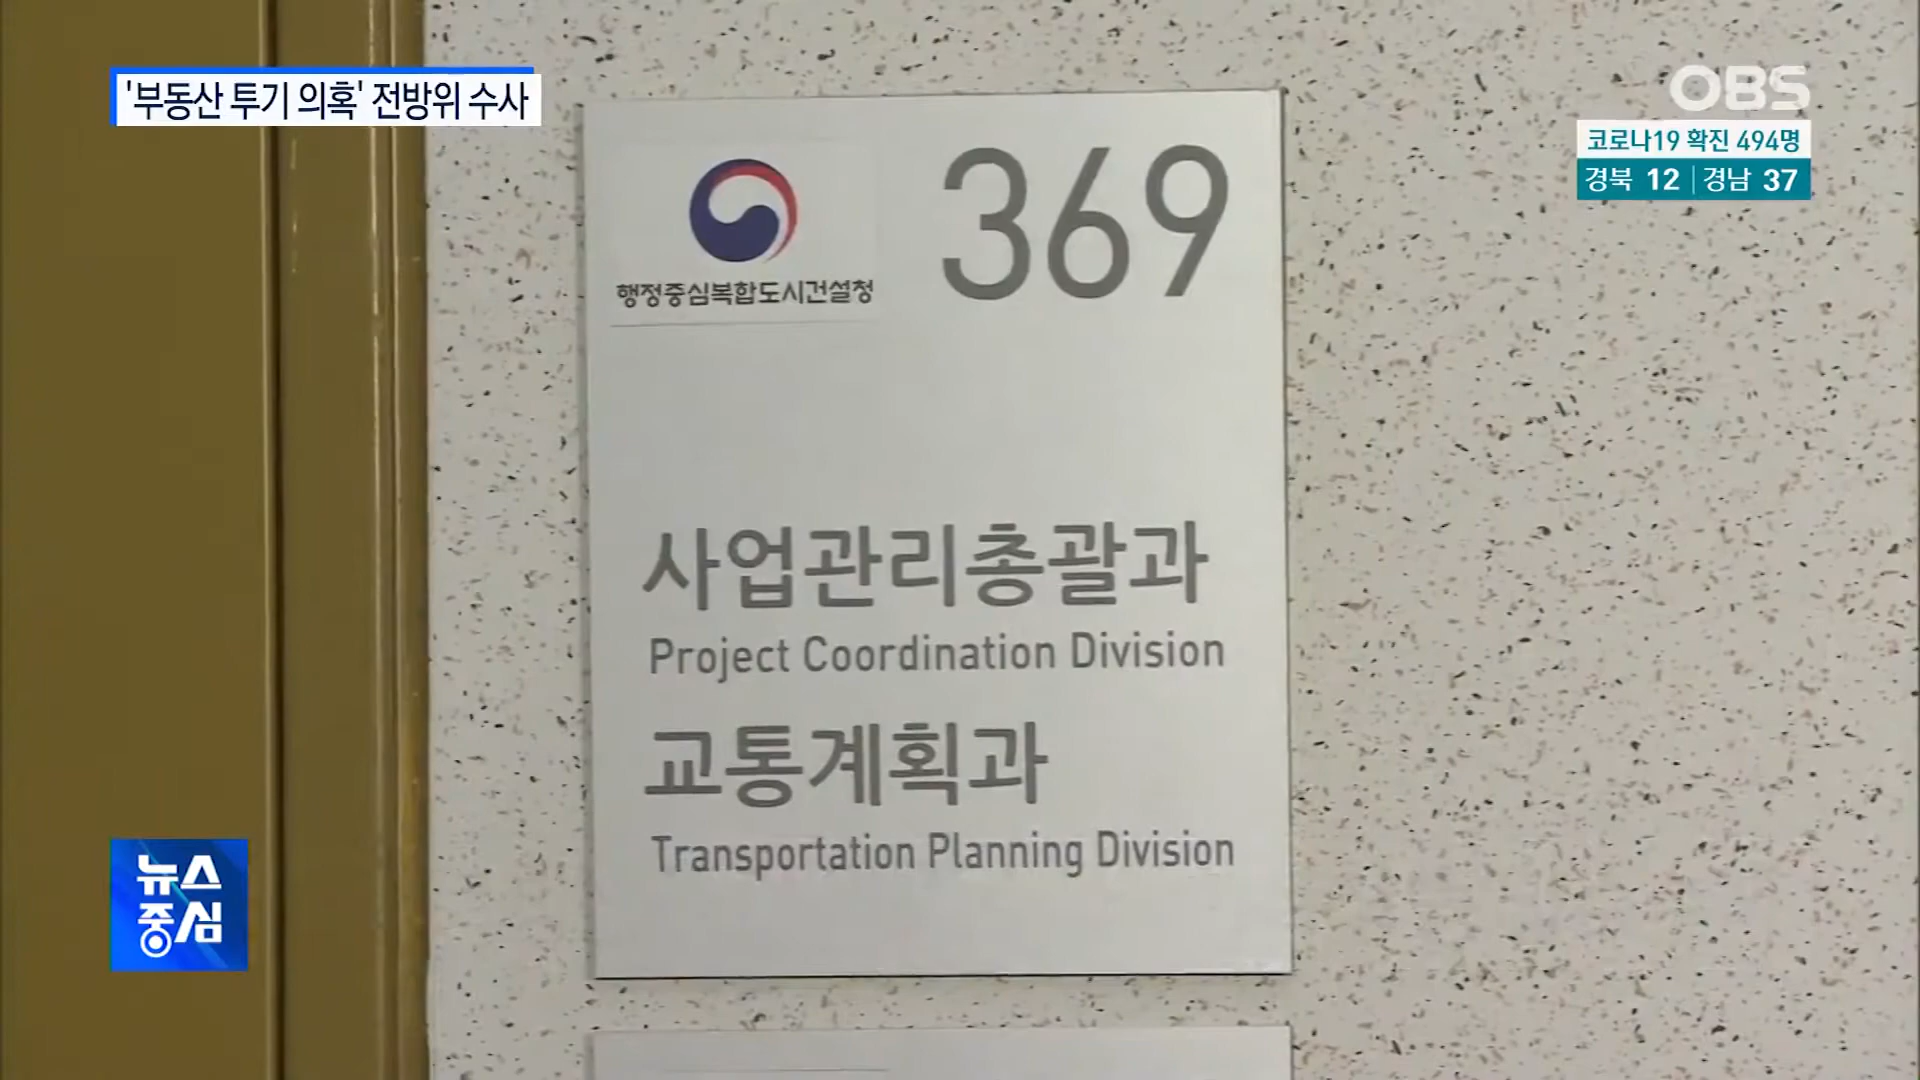 '부동산 투기 의혹' 전방위 수사
OBS
코로나19 확진 494명
경북 12 | 경남 37
369
행정중심복합도시건설청
사업관리총괄과
Project Coordination Division
교통계획과
Transportation Planning Division
뉴스
중심